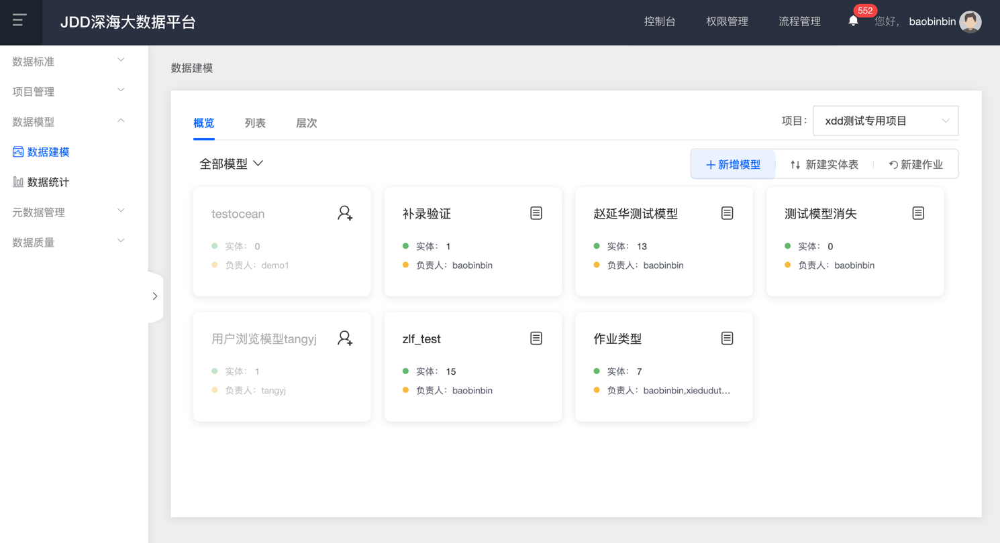 JDD深海大数据平台
控制台
权限管理
流程管理
552
您好，
baobinbin
数据标准
项目管理
数据模型
数据建模
数据统计
元数据管理
数据质量
数据建模
概览
列表
层次
项目：
xdd测试专用项目
全部模型
新增模型
新建实体表
新建作业
testocean
实体： 0
负责人：demo1
补录验证
实体： 1
负责人：baobinbin
赵延华测试模型
实体： 13
负责人：baobinbin
测试模型消失
实体： 0
负责人：baobinbin
用户浏览模型tangyj
实体： 1
负责人：tangyj
zlf_test
实体： 15
负责人：baobinbin
作业类型
实体： 7
负责人：baobinbin,xiedudut...